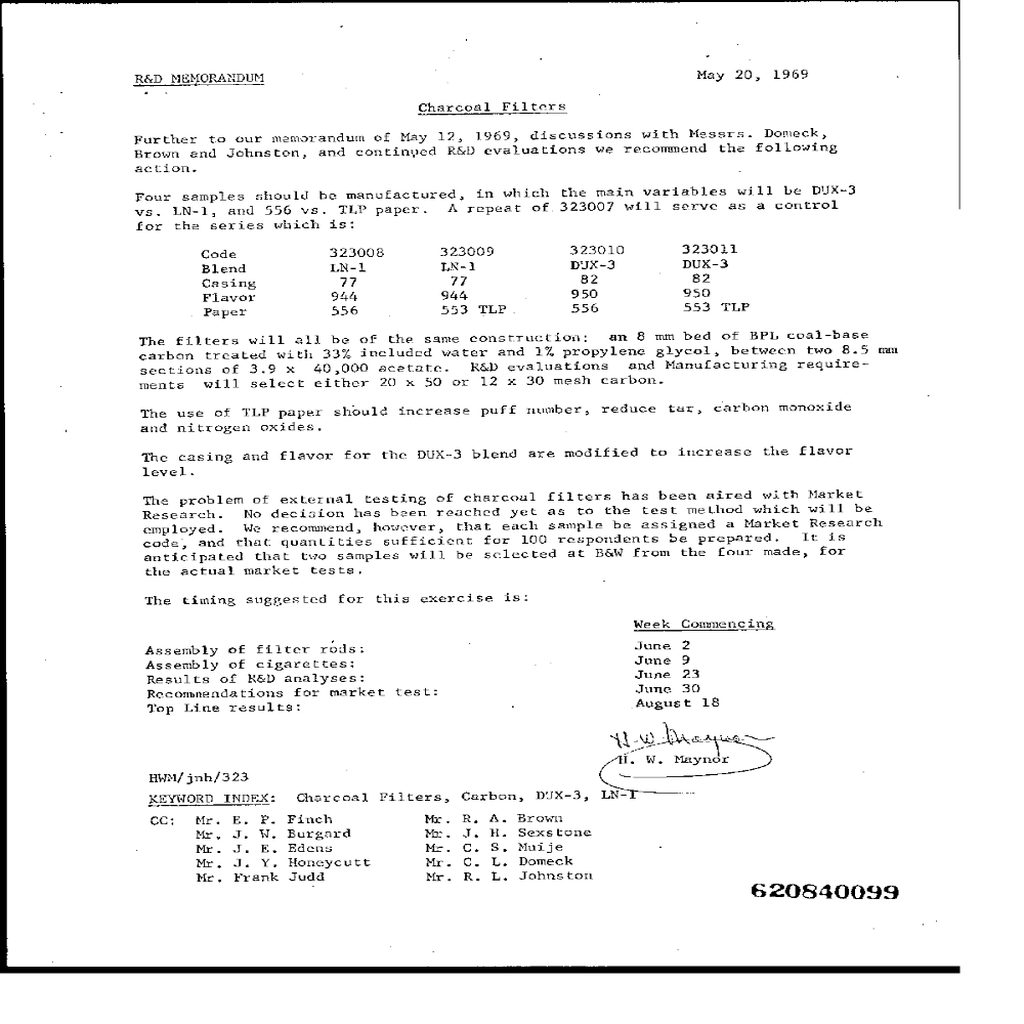 R&D MEMORANDUM
May 20, 1969
Charcoal Filters
Further to our memorandum of May 12, 1969, discussions with Messrs. Domeck,
Brown and Johnston, and continued R&D evaluations we recommend the following
action.
Four samples should be manufactured, in which the main variables will be DUX-3
vs. LN-1, and 556 vs. TLP paper. A repeat of 323007 will serve as a control
for the series which is:
Code 323008 323009 323010 323011
Blend LN-1 LN-1 DUX-3 DUX-3
Casing 77 77 82 82
Flavor 944 944 950 950
Paper 556 553 TLP 556 553 TLP
The filters will all be of the same construction: an 8 mm bed of BPL coal-base
carbon treated with 33% included water and 1% propylene glycol, between two 8.5 mm
sections of 3.9 x 40,000 acetate. R&D evaluations and Manufacturing require-
ments will select either 20 x 50 or 12 x 30 mesh carbon.
The use of TLP paper should increase puff number, reduce tar, carbon monoxide
and nitrogen oxides.
The casing and flavor for the DUX-3 blend are modified to increase the flavor
level.
The problem of external testing of charcoal filters has been aired with Market
Research. No decision has been reached yet as to the test method which will be
employed. We recommend, however, that each sample be assigned a Market Research
code, and that quantities sufficient for 100 respondents be prepared. It is
anticipated that two samples will be selected at B&W from the four made, for
the actual market tests.
The timing suggested for this exercise is:
Week Commencing
Assembly of filter rods: June 2
Assembly of cigarettes: June 9
Results of R&D analyses: June 23
Recommendations for market test: June 30
Top Line results: August 18
H. W. Maynor
H. W. Maynor
HWM/jnh/323
KEYWORD INDEX: Charcoal Filters, Carbon, DUX-3, LN-1
CC: Mr. E. P. Finch Mr. R. A. Brown
Mr. J. W. Burgard Mr. J. H. Sexstone
Mr. J. E. Edens Mr. C. S. Muije
Mr. J. Y. Honeycutt Mr. C. L. Domeck
Mr. Frank Judd Mr. R. L. Johnston
620840099